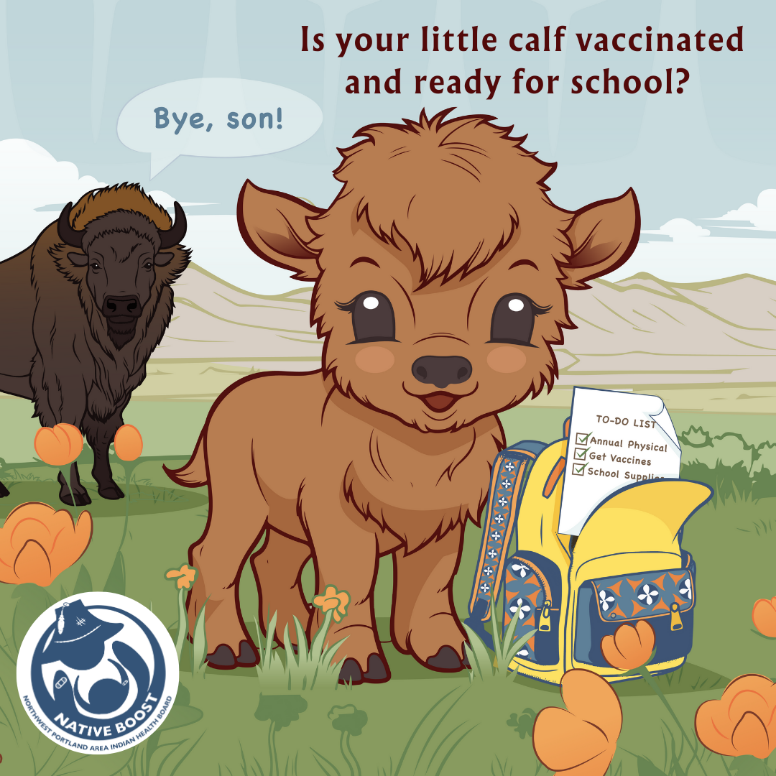 Is your little calf vaccinated
and ready for school?
Bye, son!
TO-DO LIST
Annual Physical
Get Vaccines
School
NATIVE BOOST
NORTHWEST PORTLAND AREA INDIAN HEALTH BOARD